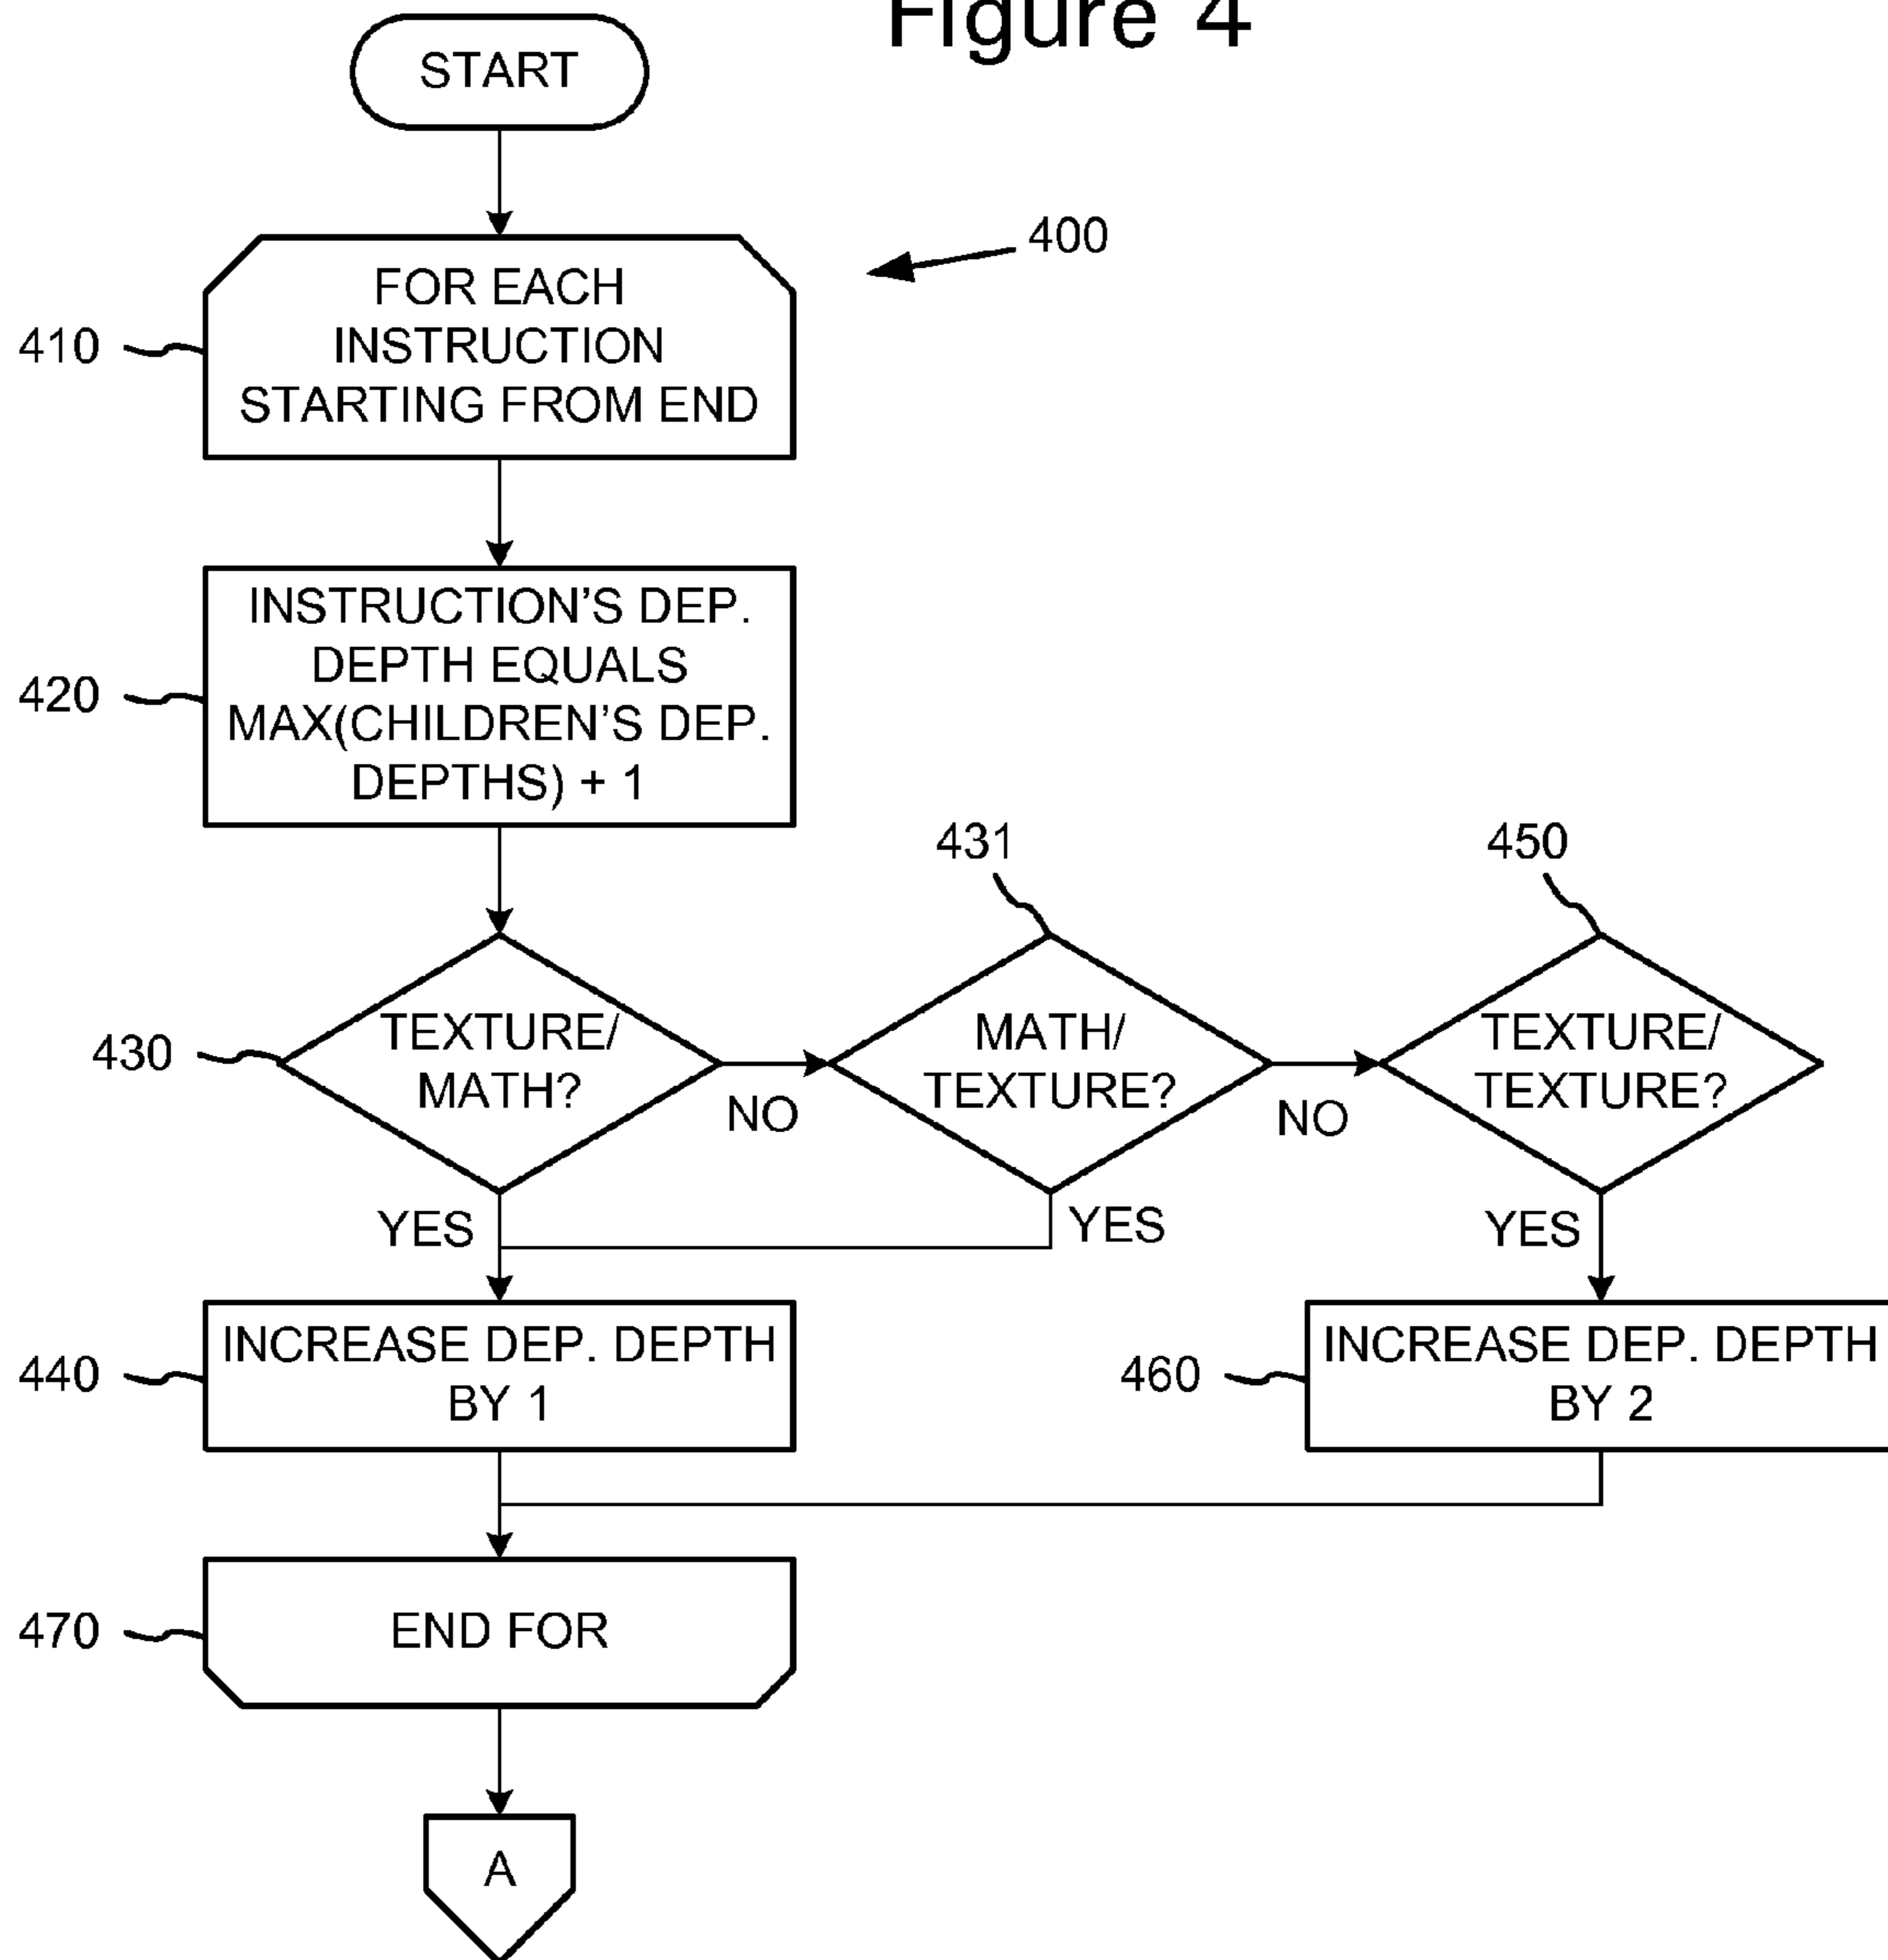 Figure 4
START
400
FOR EACH
INSTRUCTION
STARTING FROM END
410
INSTRUCTION’S DEP.
DEPTH EQUALS
MAX(CHILDREN’S DEP.
DEPTHS) + 1
420
431
450
TEXTURE/
MATH?
430
NO
MATH/
TEXTURE?
NO
TEXTURE/
TEXTURE?
YES
YES
YES
INCREASE DEP. DEPTH
BY 1
440
INCREASE DEP. DEPTH
BY 2
460
END FOR
470
A